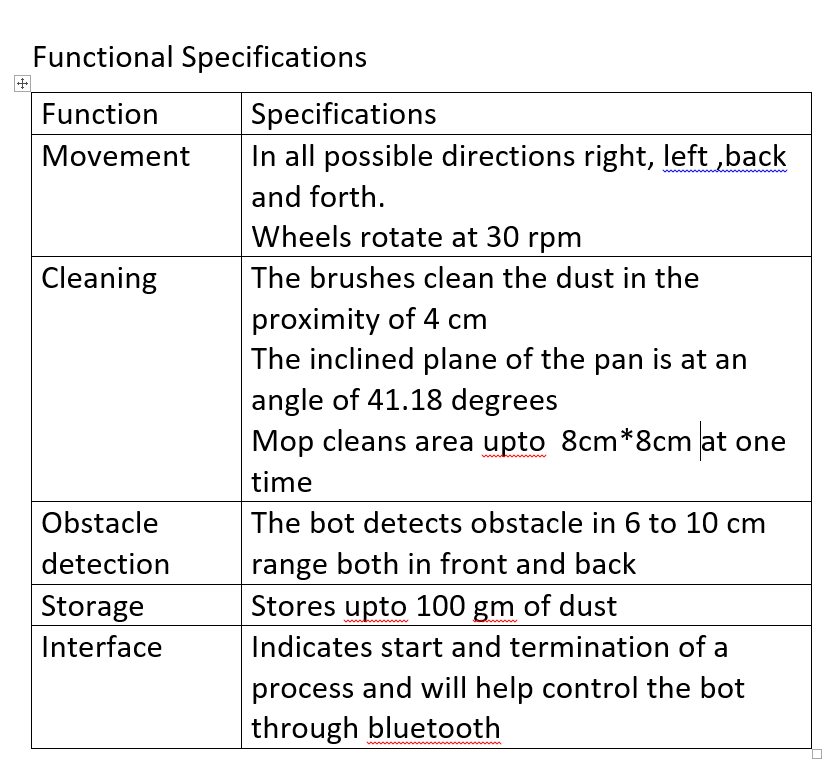 Functional Specifications
Function Specifications
Movement In all possible directions right, left ,back
and forth.
Wheels rotate at 30 rpm
Cleaning The brushes clean the dust in the
proximity of 4 cm
The inclined plane of the pan is at an
angle of 41.18 degrees
Mop cleans area upto  8cm*8cm at one
time
Obstacle The bot detects obstacle in 6 to 10 cm
detection range both in front and back
Storage Stores upto 100 gm of dust
Interface Indicates start and termination of a
process and will help control the bot
through bluetooth